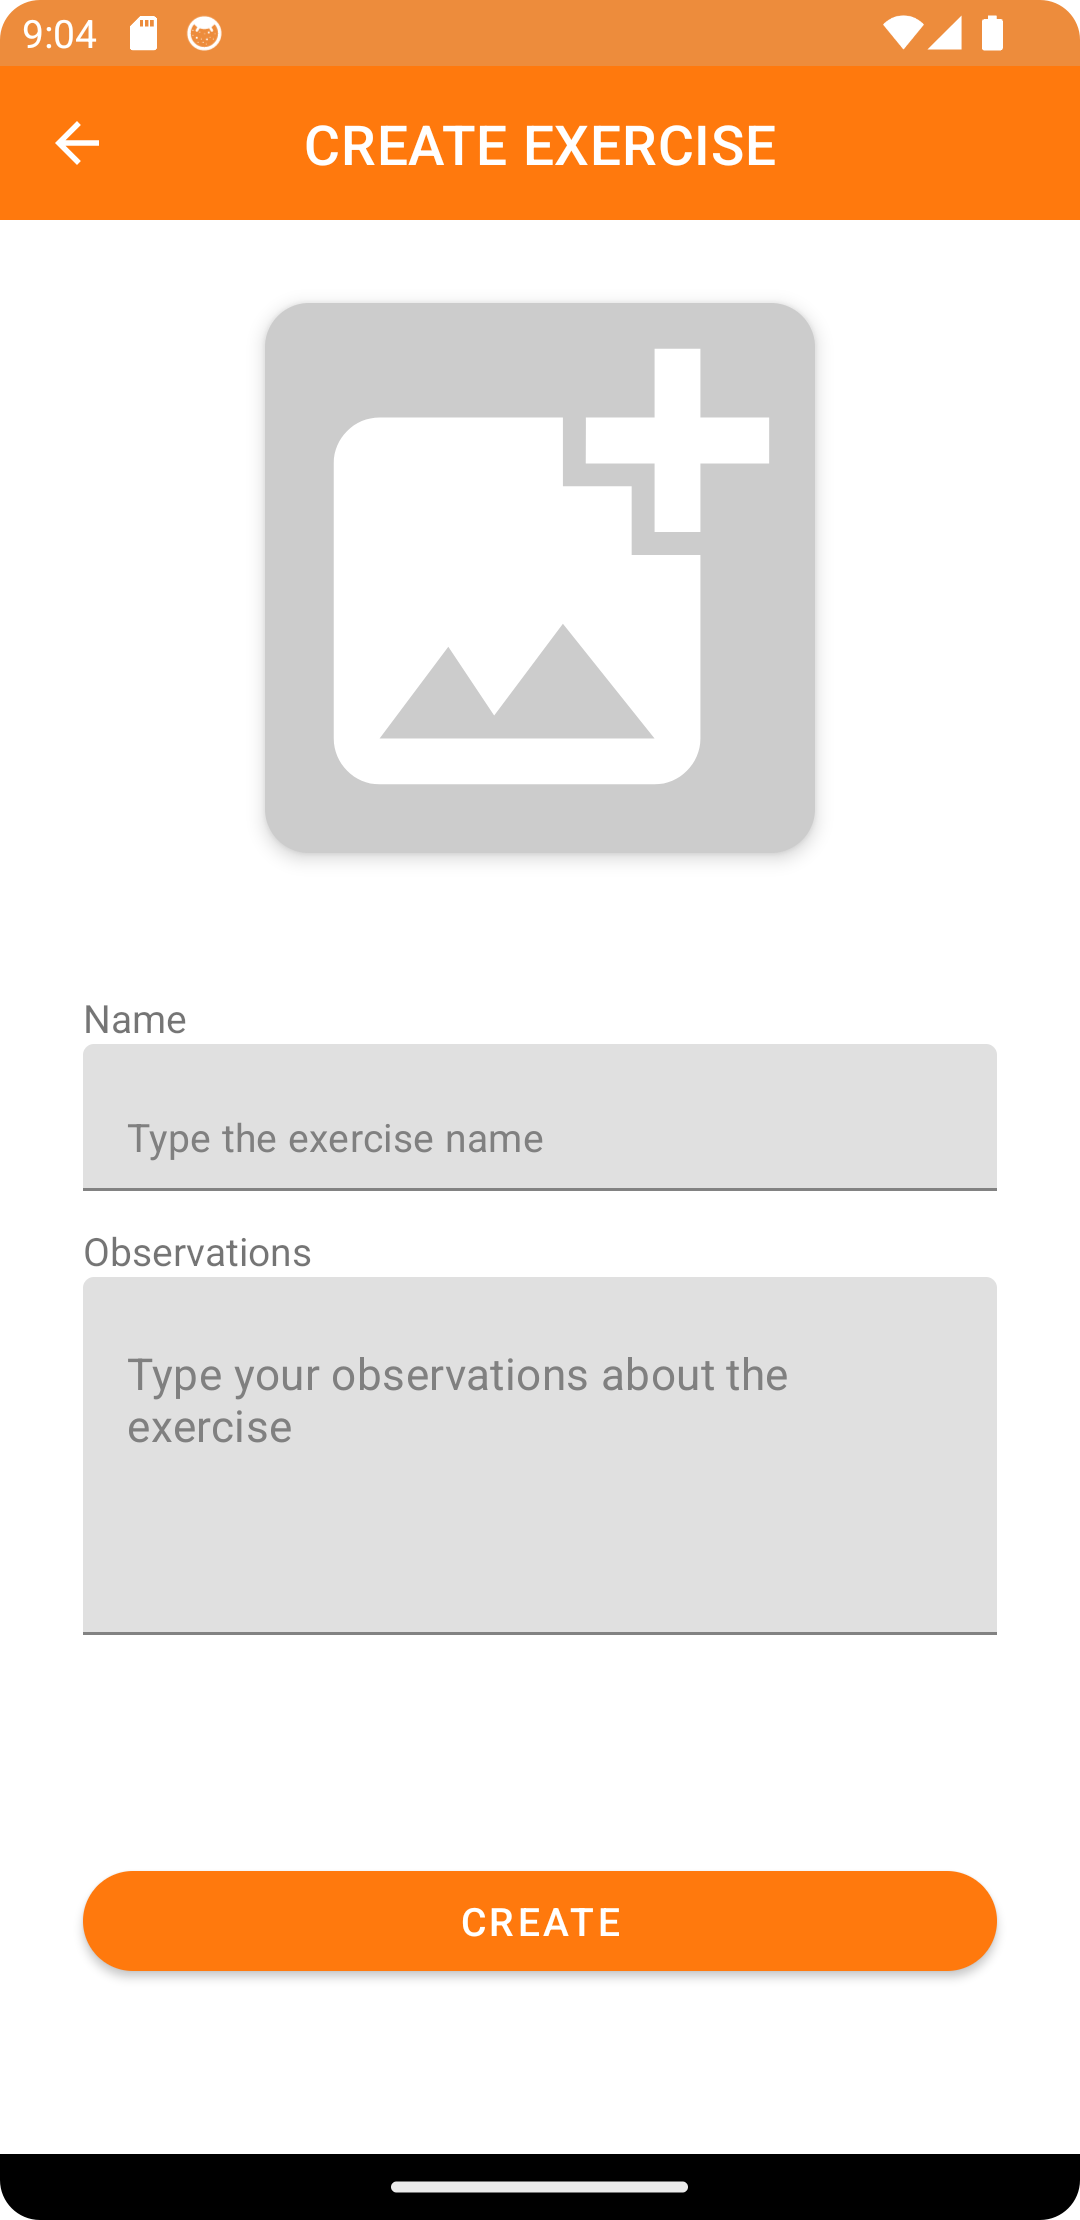 9:04
CREATE EXERCISE
Name
Type the exercise name
Observations
Type your observations about the
exercise
CREATE